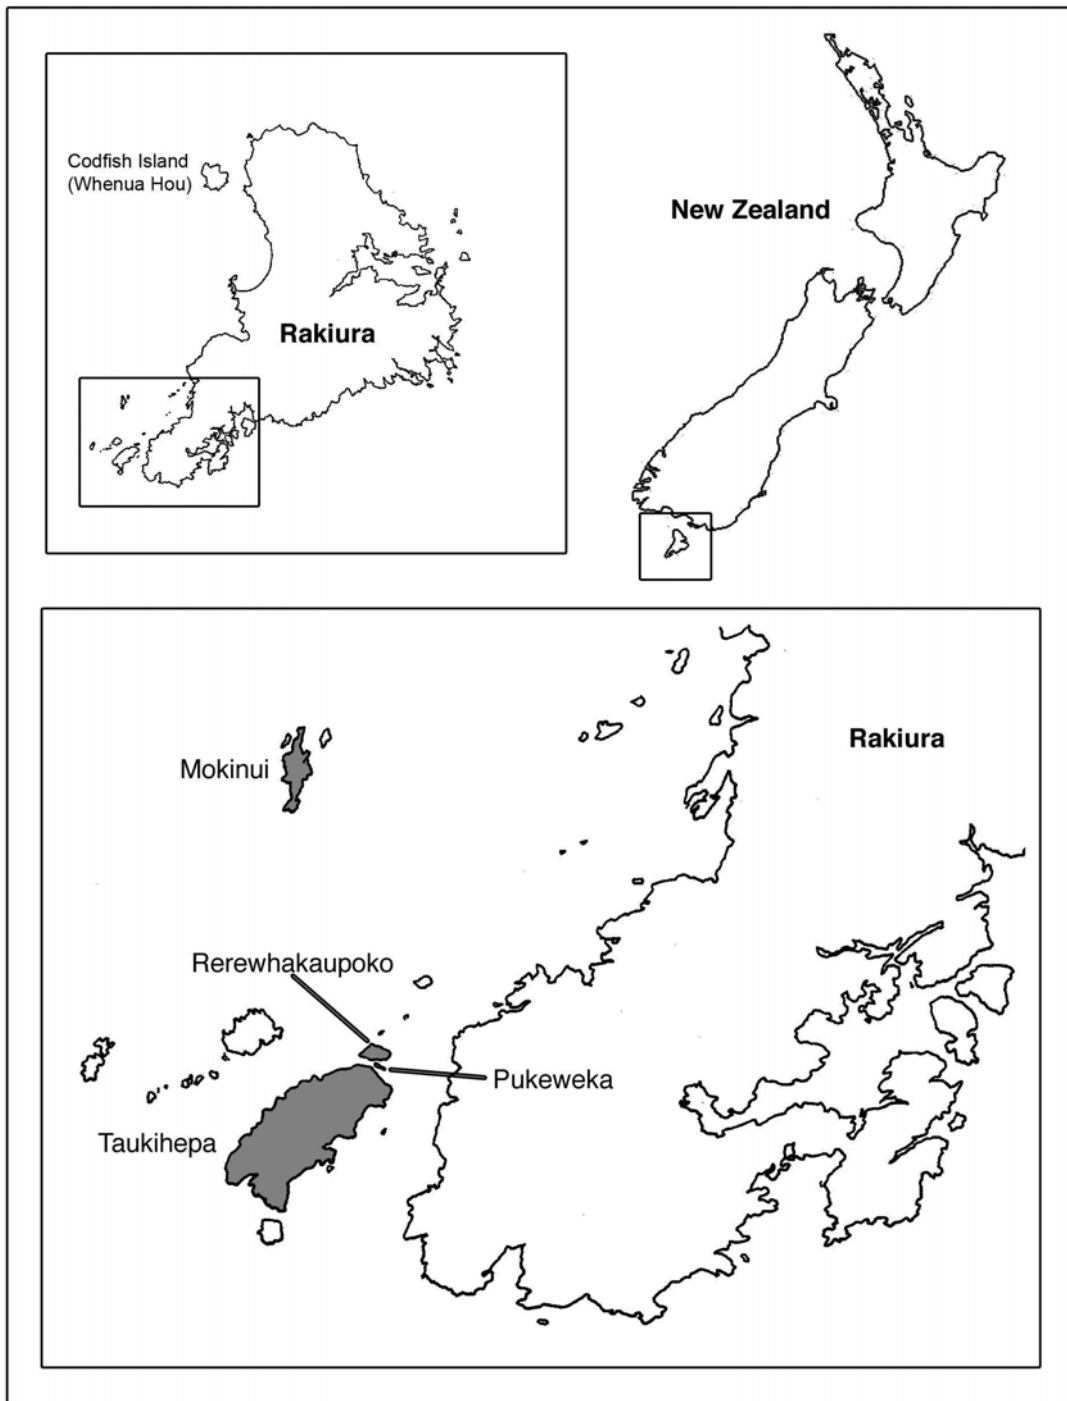 Codfish Island
(Whenua Hou)
New Zealand
Rakiura
Rakiura
Mokinui
Rerewhakaupoko
Pukeweka
Taukihepa